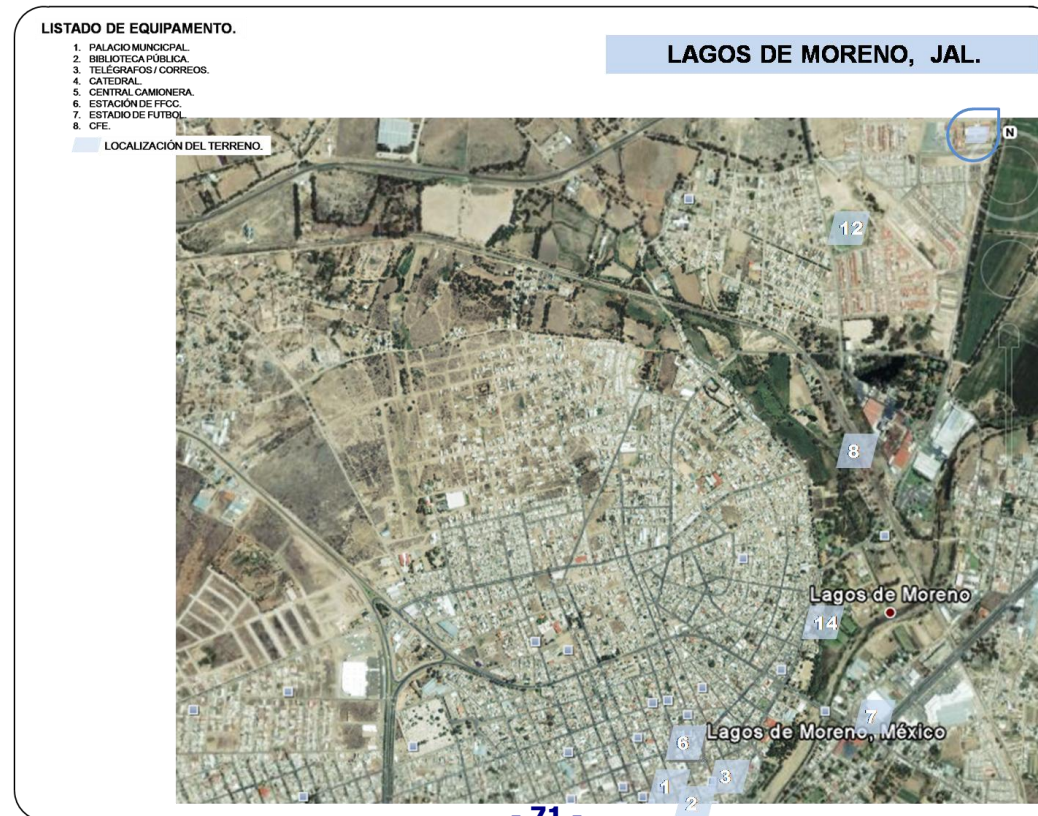 LISTADO DE EQUIPAMENTO.
1. PALACIO MUNCICPAL.
2. BIBLIOTECA PÚBLICA.
3. TELÉGRAFOS / CORREOS.
4. CATEDRAL.
5. CENTRAL CAMIONERA.
6. ESTACIÓN DE FFCC.
7. ESTADIO DE FUTBOL.
8. CFE.
LOCALIZACIÓN DEL TERRENO.
LAGOS DE MORENO, JAL.
N
12
8
Lagos de Moreno
14
7
Lagos de Moreno, México
6
3
1
2
- 71 -